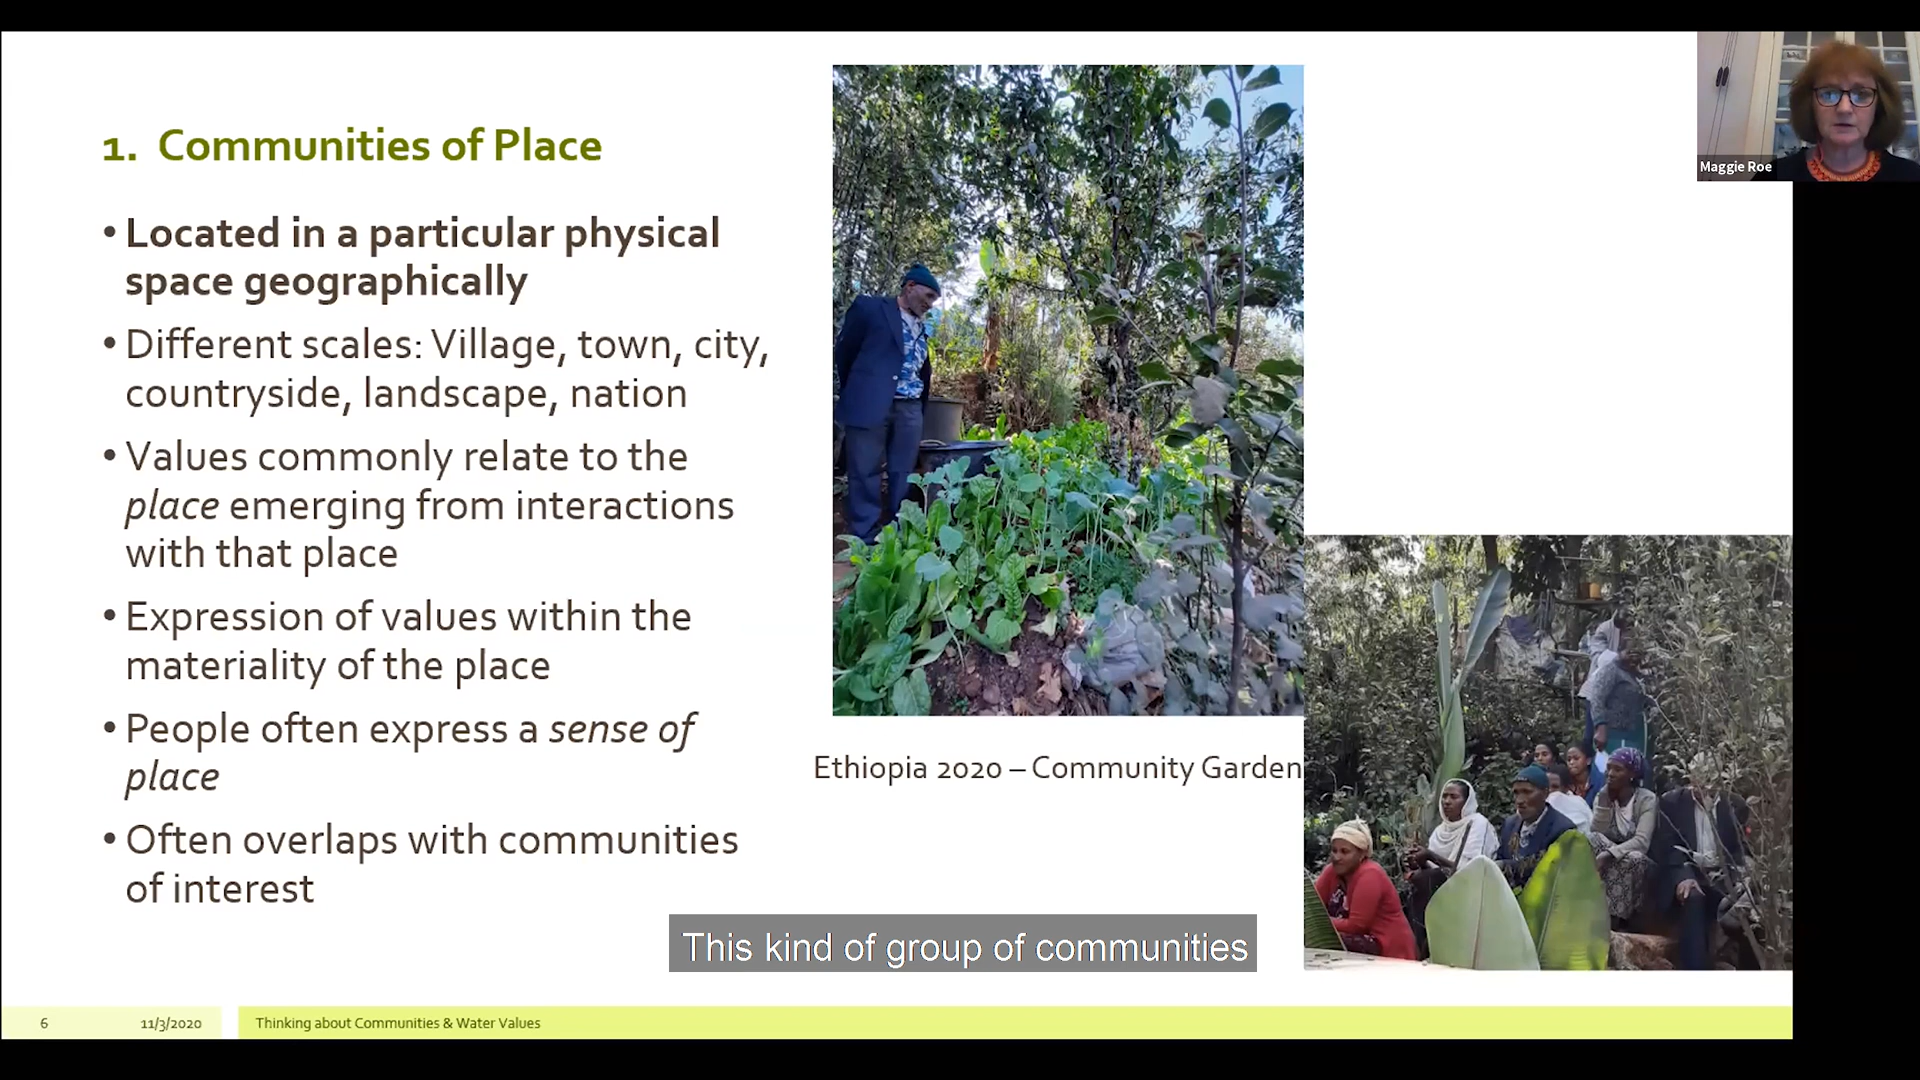 Maggie Roe
1. Communities of Place
• Located in a particular physical
space geographically
• Different scales: Village, town, city,
countryside, landscape, nation
• Values commonly relate to the
place emerging from interactions
with that place
• Expression of values within the
materiality of the place
• People often express a sense of
place
• Often overlaps with communities
of interest
Ethiopia 2020 – Community Garden
This kind of group of communities
6
11/3/2020
Thinking about Communities & Water Values